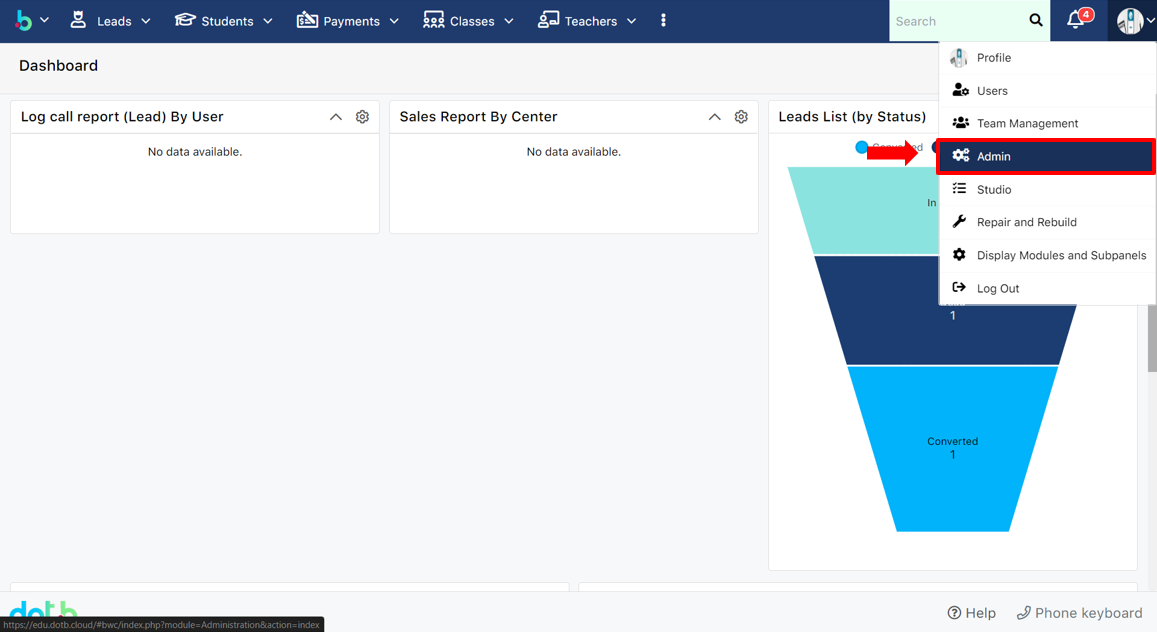 Leads
Students
Payments
Classes
Teachers
Search
4
Dashboard
Profile
Users
Team Management
Admin
Studio
Repair and Rebuild
Display Modules and Subpanels
Log Out
Log call report (Lead) By User
No data available.
Sales Report By Center
No data available.
Leads List (by Status)
Converted
In
1
Converted
1
dotb
https://edu.dotb.cloud/#bwc/index.php?module=Administration&action=index
Help
Phone keyboard